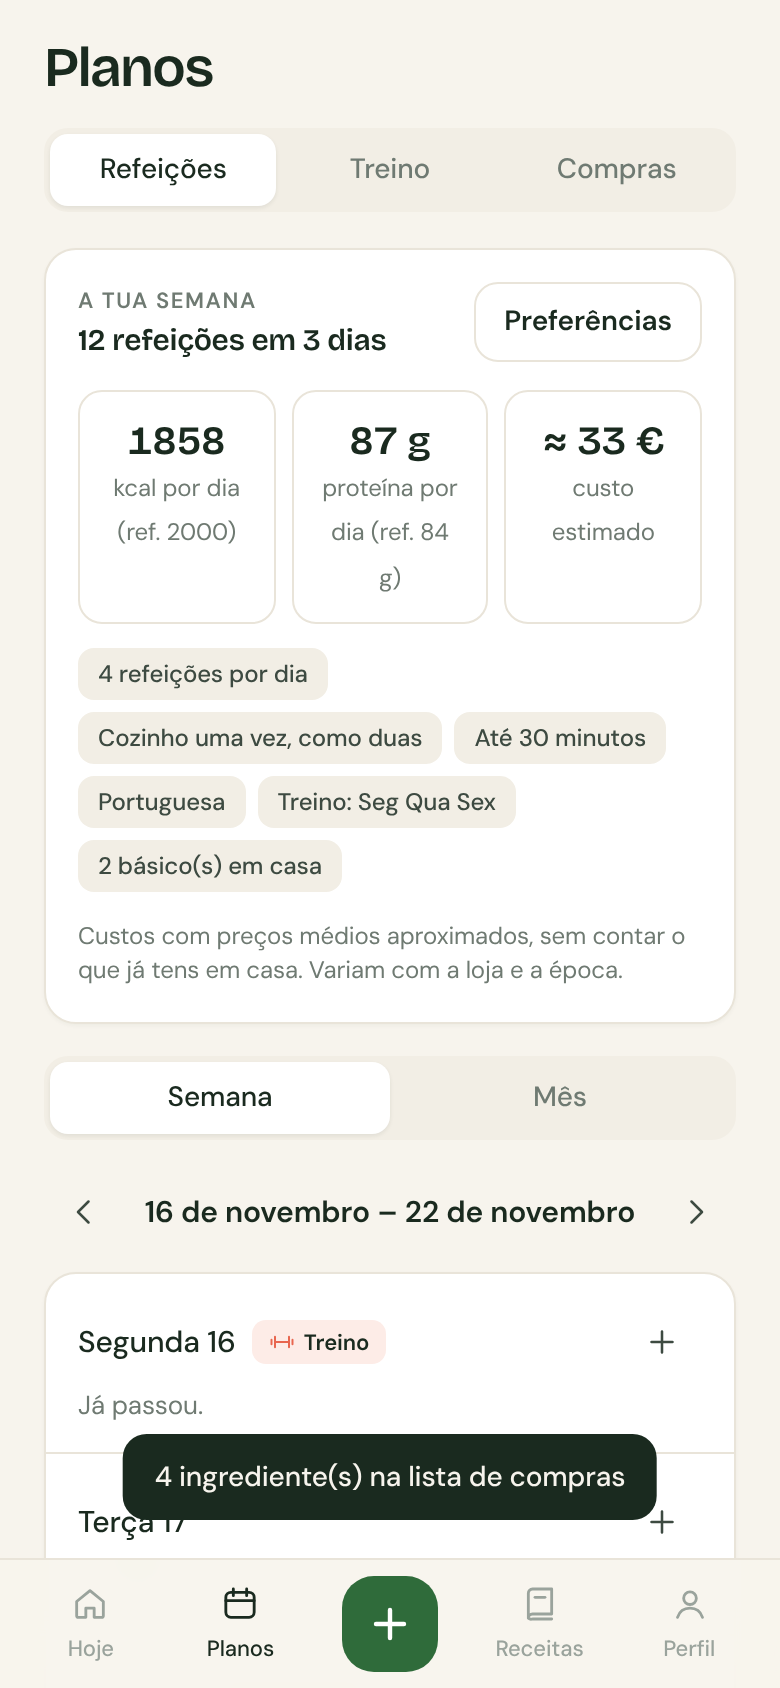 Planos
Refeições
Treino
Compras
A TUA SEMANA
12 refeições em 3 dias
Preferências
1858
kcal por dia
(ref. 2000)
87 g
proteína por
dia (ref. 84
g)
≈ 33 €
custo
estimado
4 refeições por dia
Cozinho uma vez, como duas
Até 30 minutos
Portuguesa
Treino: Seg Qua Sex
2 básico(s) em casa
Custos com preços médios aproximados, sem contar o
que já tens em casa. Variam com a loja e a época.
Semana
Mês
16 de novembro – 22 de novembro
Segunda 16
Treino
Já passou.
4 ingrediente(s) na lista de compras
Terça 17
Hoje
Planos
Receitas
Perfil